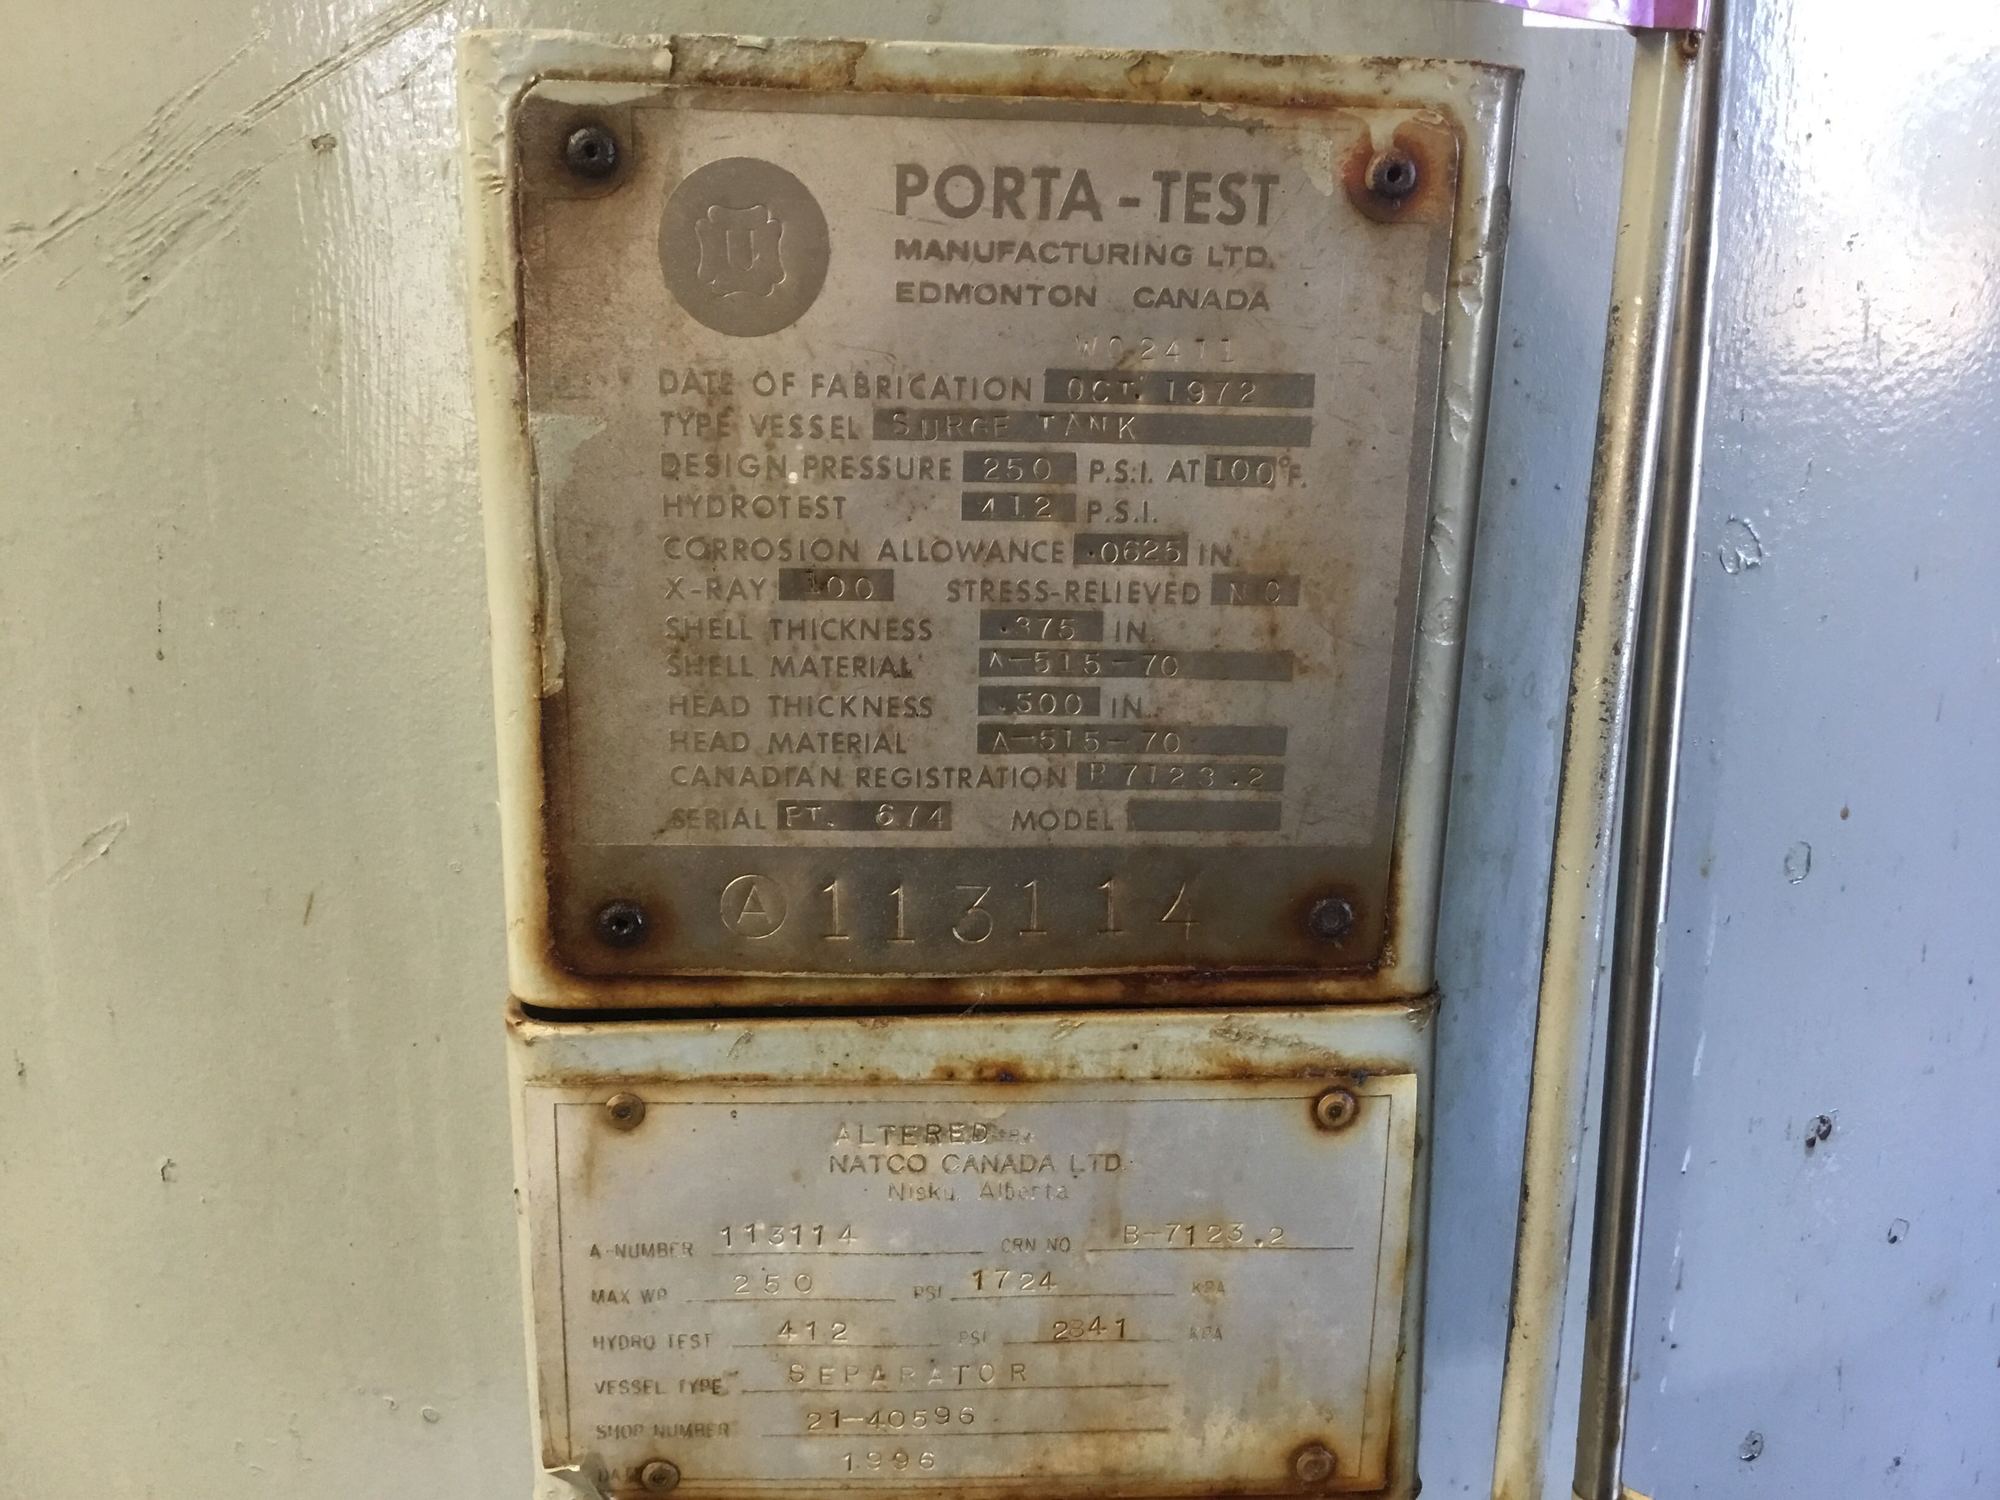 U
PORTA-TEST
MANUFACTURING LTD.
EDMONTON CANADA
WO 2411
DATE OF FABRICATION OCT. 1972
TYPE VESSEL SURGE TANK
DESIGN PRESSURE 250 P.S.I. AT 100°F.
HYDROTEST 412 P.S.I.
CORROSION ALLOWANCE .0625 IN.
X-RAY 100 STRESS-RELIEVED NO
SHELL THICKNESS .375 IN.
SHELL MATERIAL A-515-70
HEAD THICKNESS .500 IN.
HEAD MATERIAL A-515-70
CANADIAN REGISTRATION B 7123.2
SERIAL PT. 674 MODEL
A 113114
ALTERED BY
NATCO CANADA LTD.
Nisku, Alberta
A-NUMBER 113114 CRN NO B-7123.2
MAX WP 250 PSI 1724 KPA
HYDRO TEST 412 PSI 2841 KPA
VESSEL TYPE SEPARATOR
SHOP NUMBER 21-40596
1996